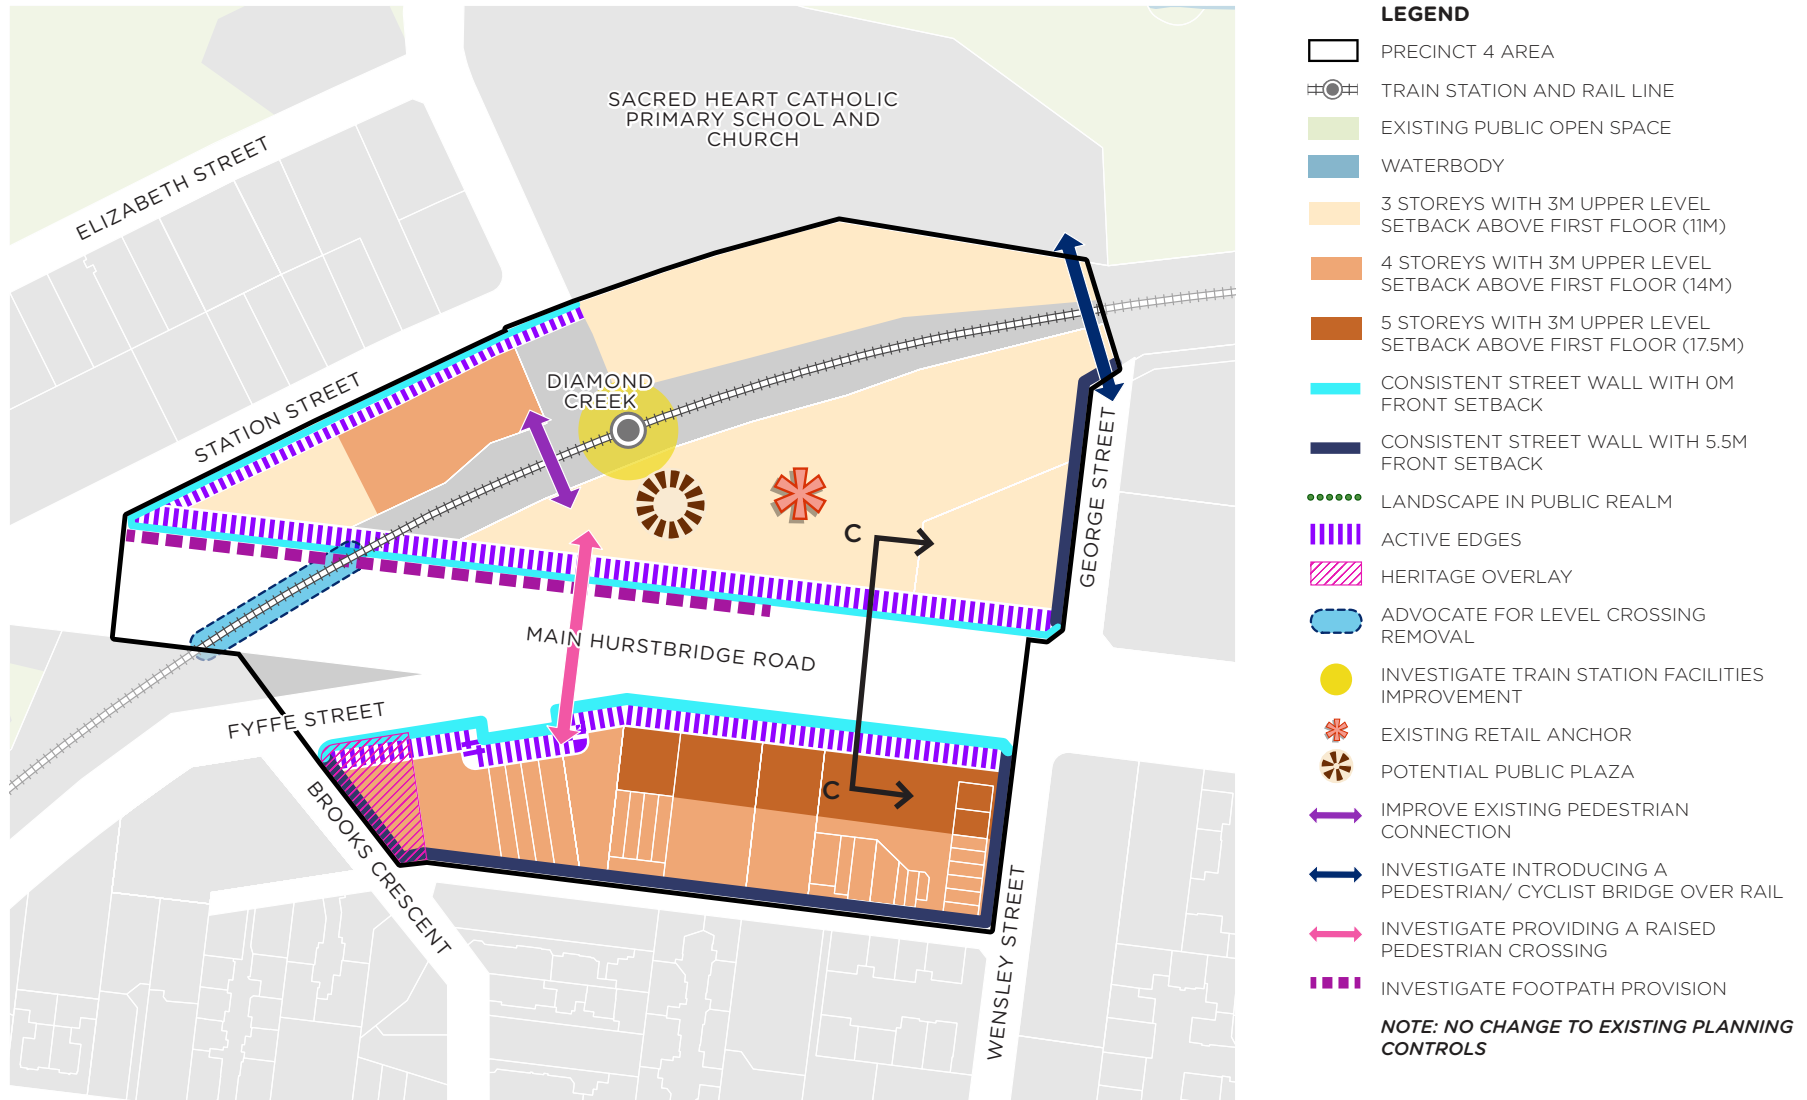 SACRED HEART CATHOLIC
PRIMARY SCHOOL AND
CHURCH
ELIZABETH STREET
STATION STREET
DIAMOND
CREEK
GEORGE STREET
C
MAIN HURSTBRIDGE ROAD
FYFFE STREET
C
BROOKS CRESCENT
WENSLEY STREET
LEGEND
PRECINCT 4 AREA
TRAIN STATION AND RAIL LINE
EXISTING PUBLIC OPEN SPACE
WATERBODY
3 STOREYS WITH 3M UPPER LEVEL
SETBACK ABOVE FIRST FLOOR (11M)
4 STOREYS WITH 3M UPPER LEVEL
SETBACK ABOVE FIRST FLOOR (14M)
5 STOREYS WITH 3M UPPER LEVEL
SETBACK ABOVE FIRST FLOOR (17.5M)
CONSISTENT STREET WALL WITH 0M
FRONT SETBACK
CONSISTENT STREET WALL WITH 5.5M
FRONT SETBACK
LANDSCAPE IN PUBLIC REALM
ACTIVE EDGES
HERITAGE OVERLAY
ADVOCATE FOR LEVEL CROSSING
REMOVAL
INVESTIGATE TRAIN STATION FACILITIES
IMPROVEMENT
EXISTING RETAIL ANCHOR
POTENTIAL PUBLIC PLAZA
IMPROVE EXISTING PEDESTRIAN
CONNECTION
INVESTIGATE INTRODUCING A
PEDESTRIAN/ CYCLIST BRIDGE OVER RAIL
INVESTIGATE PROVIDING A RAISED
PEDESTRIAN CROSSING
INVESTIGATE FOOTPATH PROVISION
NOTE: NO CHANGE TO EXISTING PLANNING
CONTROLS